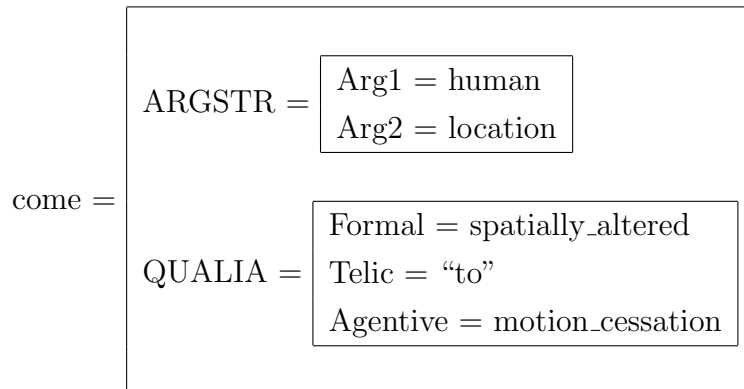 ARGSTR =
Arg1 = human
Arg2 = location
come =
QUALIA =
Formal = spatially_altered
Telic = “to”
Agentive = motion_cessation